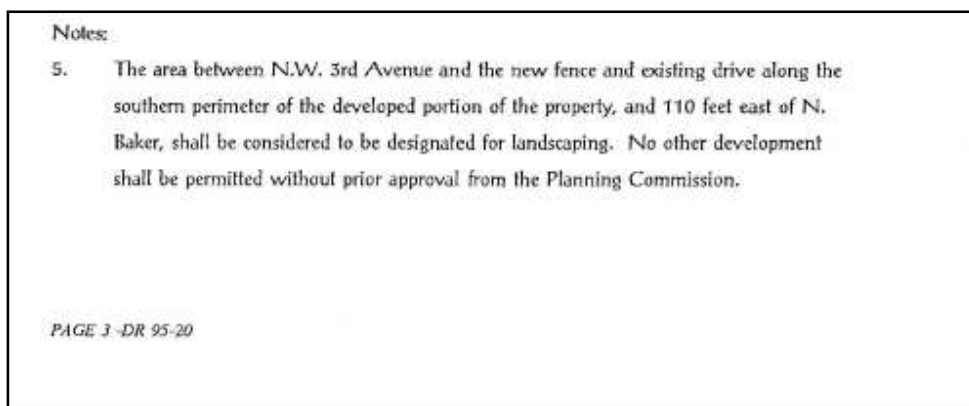 Notes:
5. The area between N.W. 3rd Avenue and the new fence and existing drive along the
southern perimeter of the developed portion of the property, and 110 feet east of N.
Baker, shall be considered to be designated for landscaping. No other development
shall be permitted without prior approval from the Planning Commission.
PAGE 3 -DR 95-20